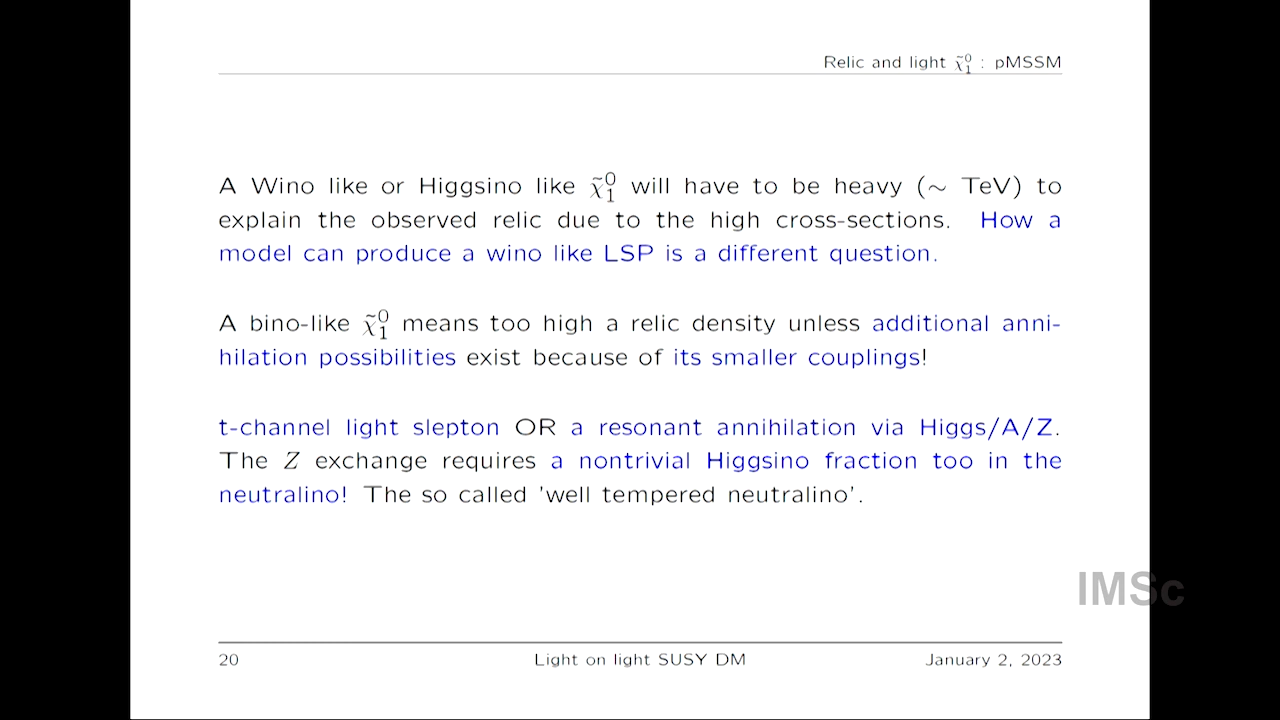 Relic and light χ̃⁰₁ : pMSSM
A Wino like or Higgsino like χ̃⁰₁ will have to be heavy (∼ TeV) to
explain the observed relic due to the high cross-sections. How a
model can produce a wino like LSP is a different question.
A bino-like χ̃⁰₁ means too high a relic density unless additional anni-
hilation possibilities exist because of its smaller couplings!
t-channel light slepton OR a resonant annihilation via Higgs/A/Z.
The Z exchange requires a nontrivial Higgsino fraction too in the
neutralino! The so called 'well tempered neutralino'.
IMSc
20 Light on light SUSY DM January 2, 2023